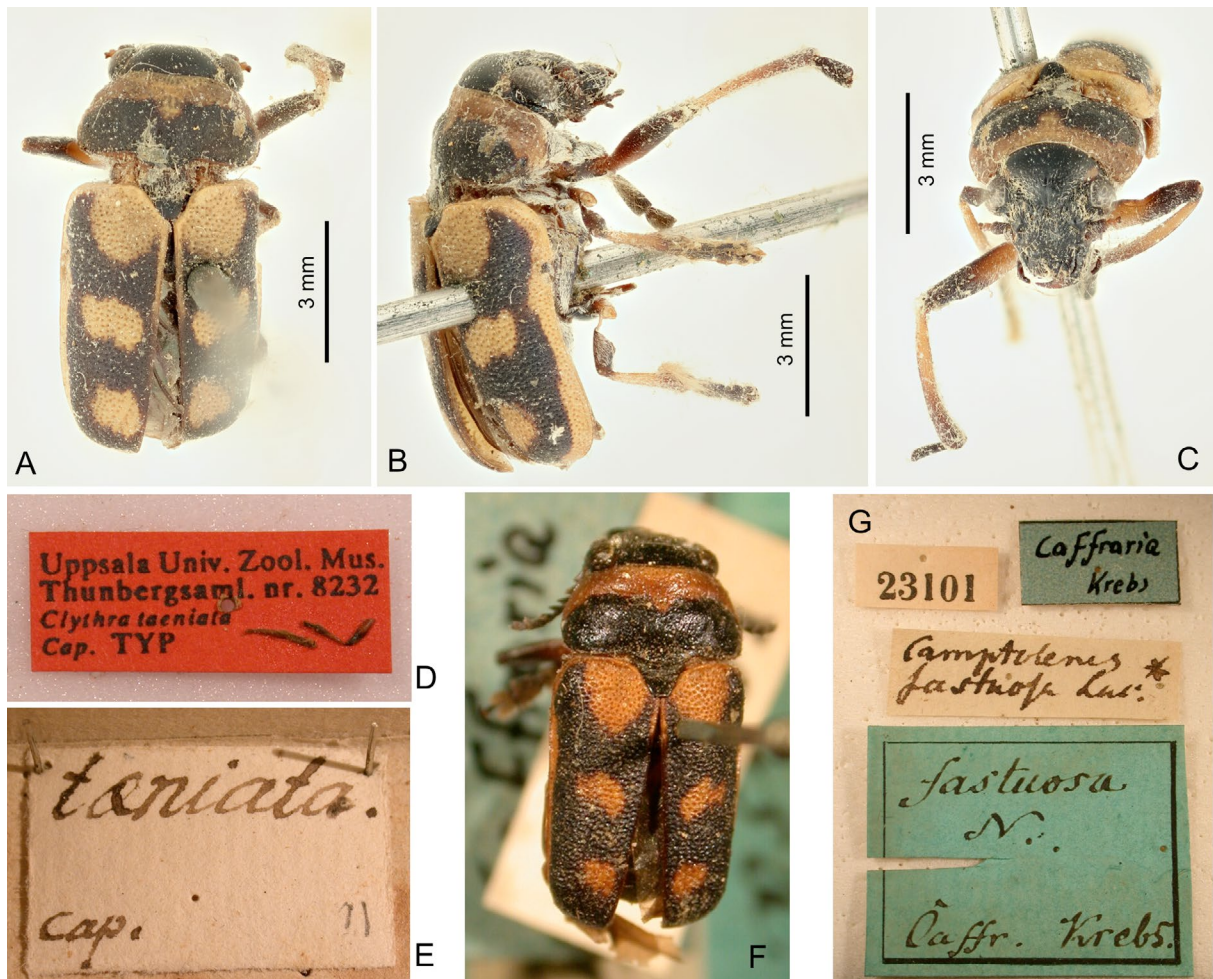 A
3 mm
B
3 mm
C
3 mm
D
Uppsala Univ. Zool. Mus.
Thunbergsaml. nr. 8232
Clythra taeniata
Cap. TYP
E
tæniata.
cap.
F
G
23101
Caffraria
Krebs
Camptolenes
fastuosa Lac. *
fastuosa
N.
Caffr. Krebs.